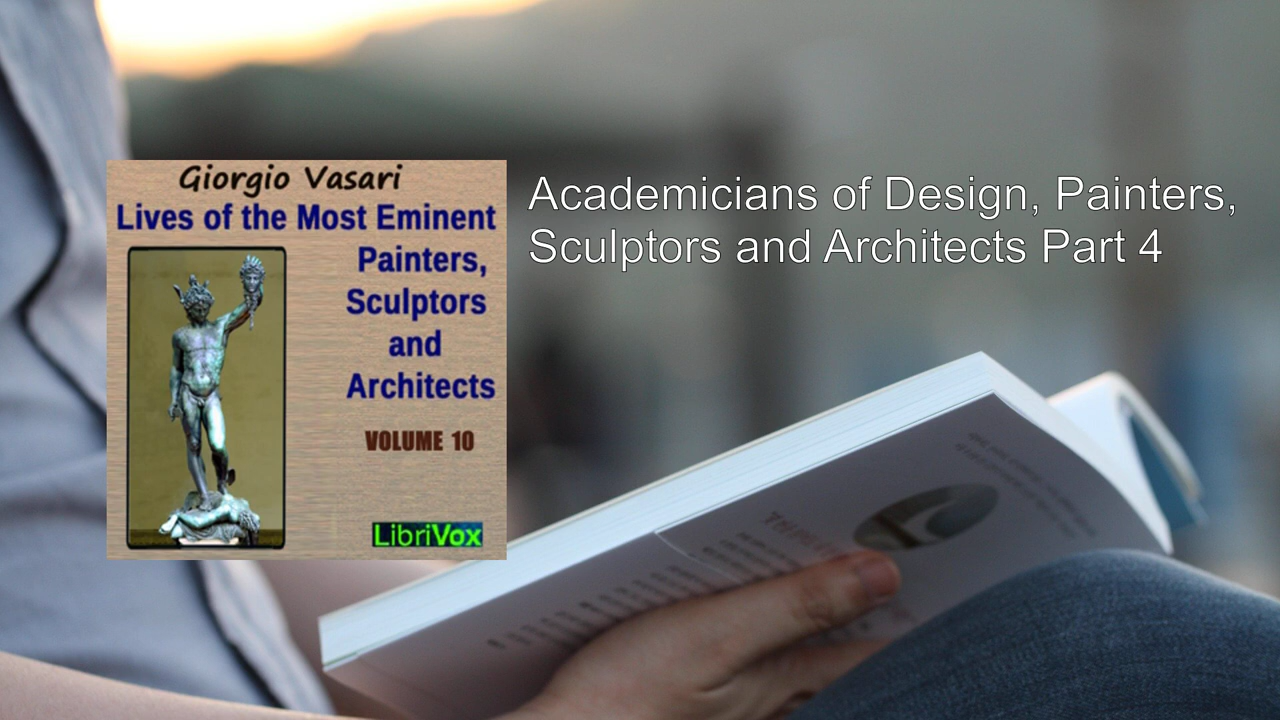 Giorgio Vasari
Lives of the Most Eminent
Painters,
Sculptors
and
Architects
VOLUME 10
LibriVox
Academicians of Design, Painters,
Sculptors and Architects Part 4